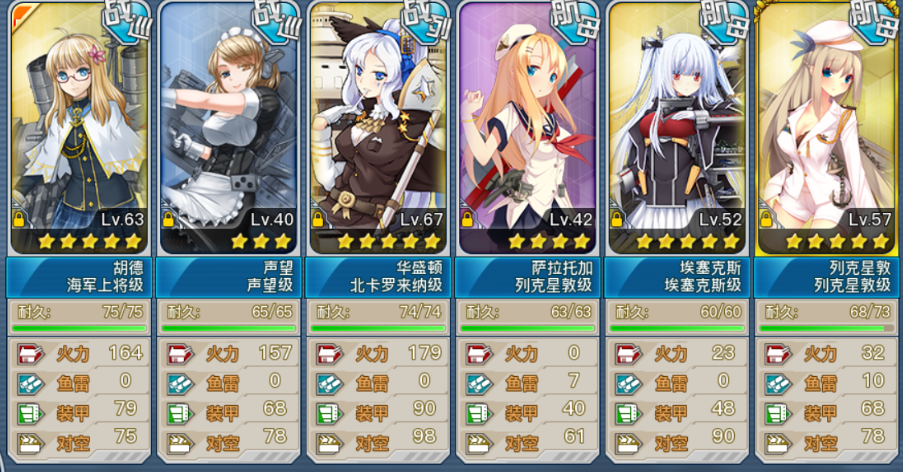 战巡
战巡
战列
航母
航母
航母
Lv.63
Lv.40
Lv.67
Lv.42
Lv.52
Lv.57
胡德
海军上将级
声望
声望级
华盛顿
北卡罗来纳级
萨拉托加
列克星敦级
埃塞克斯
埃塞克斯级
列克星敦
列克星敦级
耐久: 75/75
耐久: 65/65
耐久: 74/74
耐久: 63/63
耐久: 60/60
耐久: 68/73
火力 164
火力 157
火力 179
火力 0
火力 23
火力 32
鱼雷 0
鱼雷 0
鱼雷 0
鱼雷 7
鱼雷 0
鱼雷 10
装甲 79
装甲 68
装甲 90
装甲 40
装甲 48
装甲 68
对空 75
对空 78
对空 98
对空 61
对空 90
对空 78